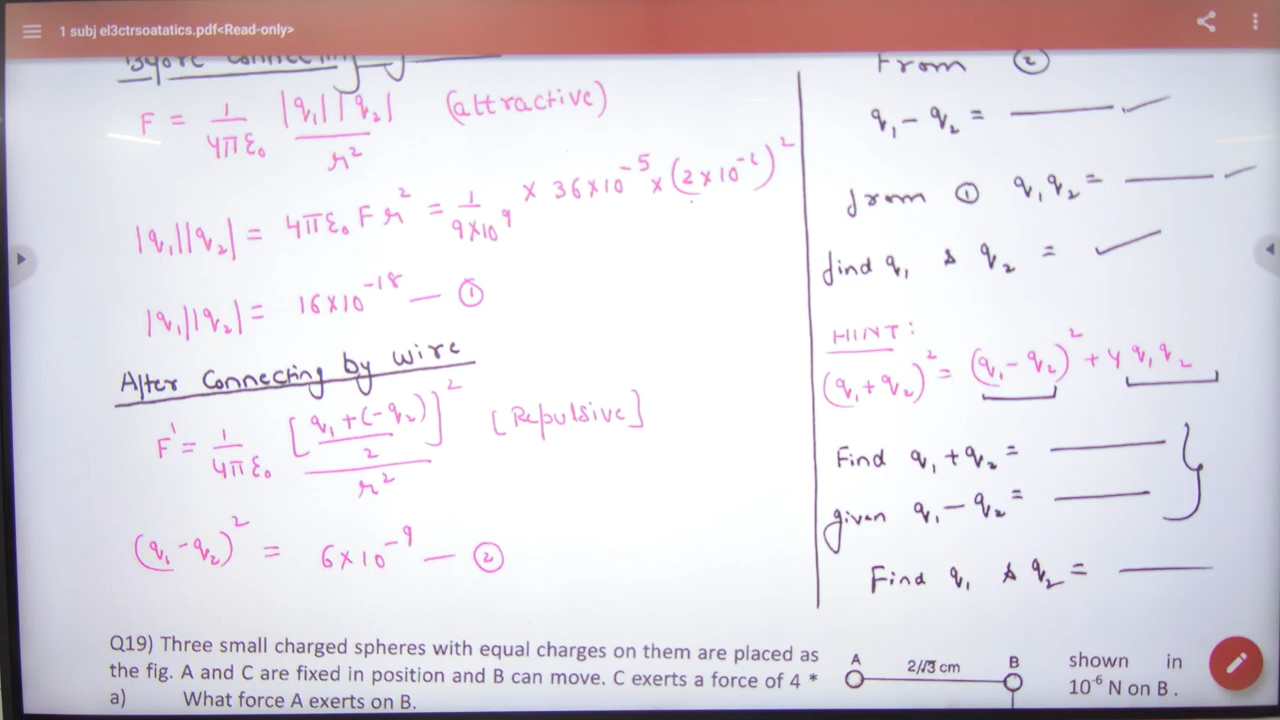 1 subj el3ctrsoatatics.pdf<Read-only>
F = 1/4πε₀ |q₁||q₂|/r² (attractive)
|q₁||q₂| = 4πε₀ F r² = 1/9×10⁹ × 36×10⁻⁵ × (2×10⁻²)²
|q₁||q₂| = 16×10⁻¹⁸ — ①
After Connecting by wire
F' = 1/4πε₀ [q₁+(-q₂)/2]²/r² [Repulsive]
(q₁-q₂)² = 6×10⁻⁹ — ②
From ②
q₁ - q₂ = ——— ✓
from ① q₁q₂ = ——— ✓
find q₁ & q₂ = ✓
HINT:
(q₁+q₂)² = (q₁-q₂)² + 4q₁q₂
Find q₁+q₂ = ———
given q₁-q₂ = ———
Find q₁ & q₂ = ———
Q19) Three small charged spheres with equal charges on them are placed as shown in
the fig. A and C are fixed in position and B can move. C exerts a force of 4 * 10⁻⁶ N on B.
a) What force A exerts on B.
A 2/√3 cm B